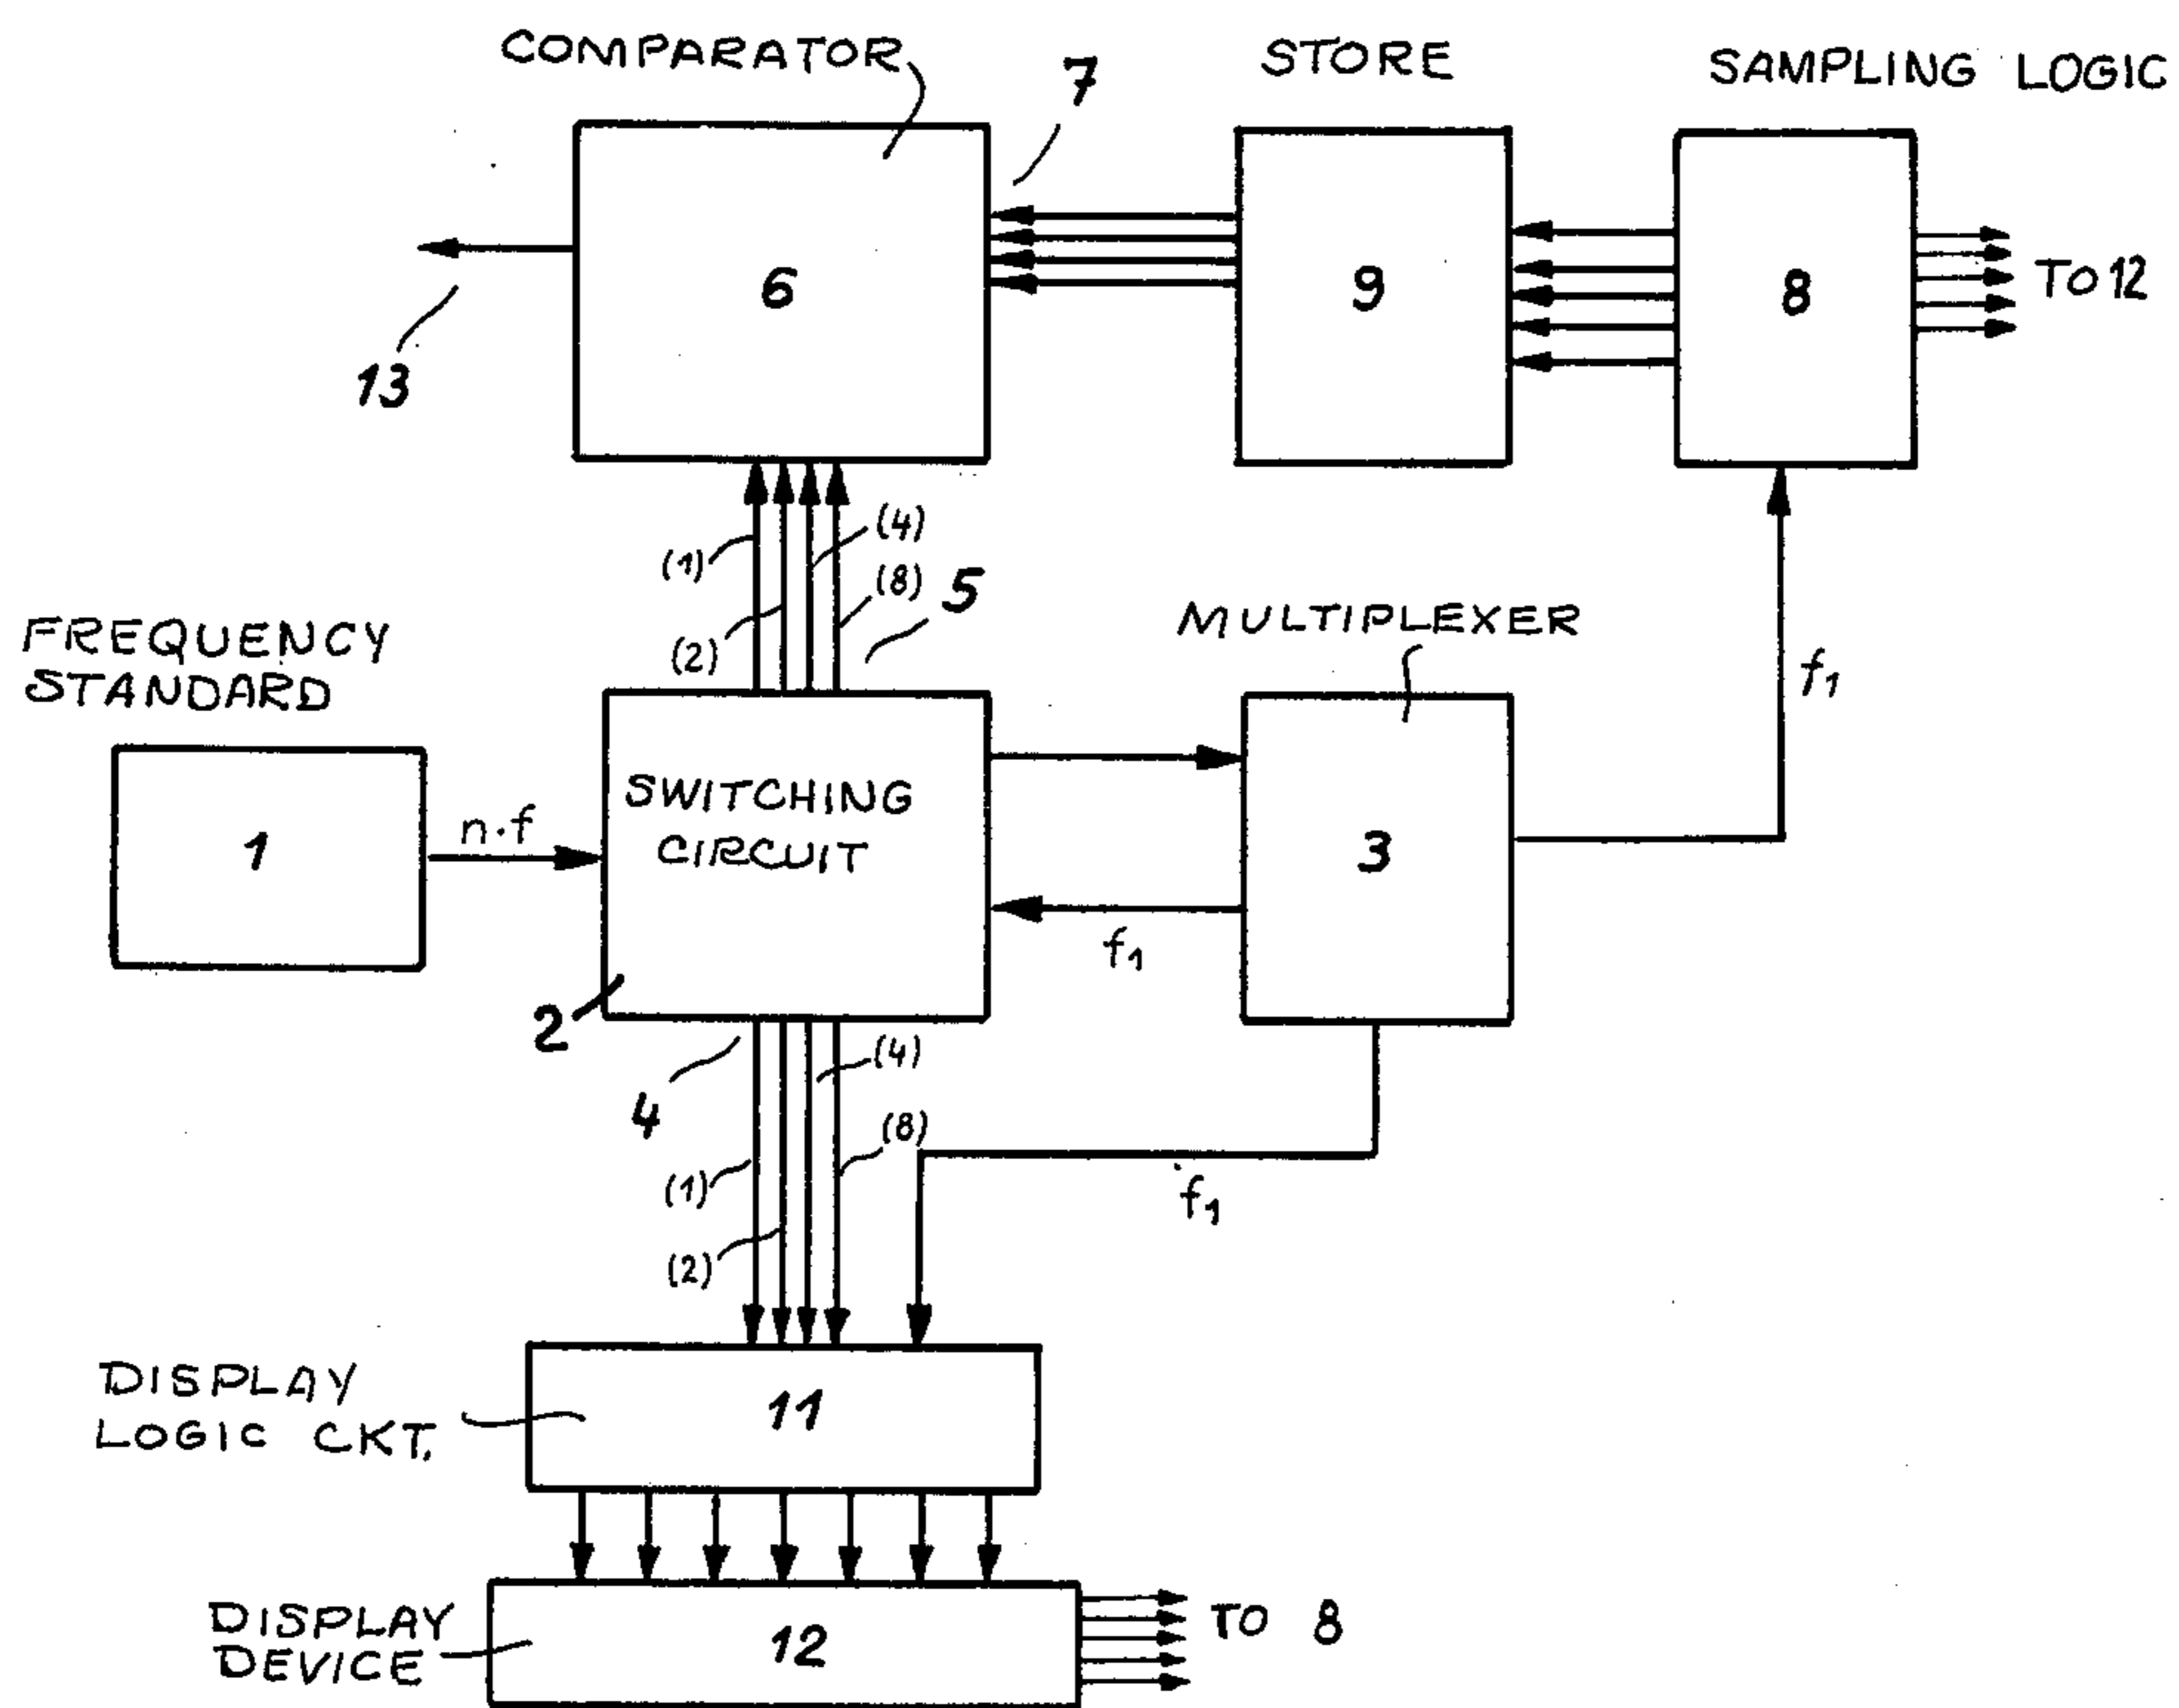 COMPARATOR
7
STORE
SAMPLING LOGIC
6
9
8
TO 12
13
(1)
(4)
(8)
5
(2)
FREQUENCY
STANDARD
MULTIPLEXER
f1
1
n.f
SWITCHING
CIRCUIT
3
f1
2
4
(4)
(8)
(1)
f1
(2)
DISPLAY
LOGIC CKT.
11
DISPLAY
DEVICE
12
TO 8